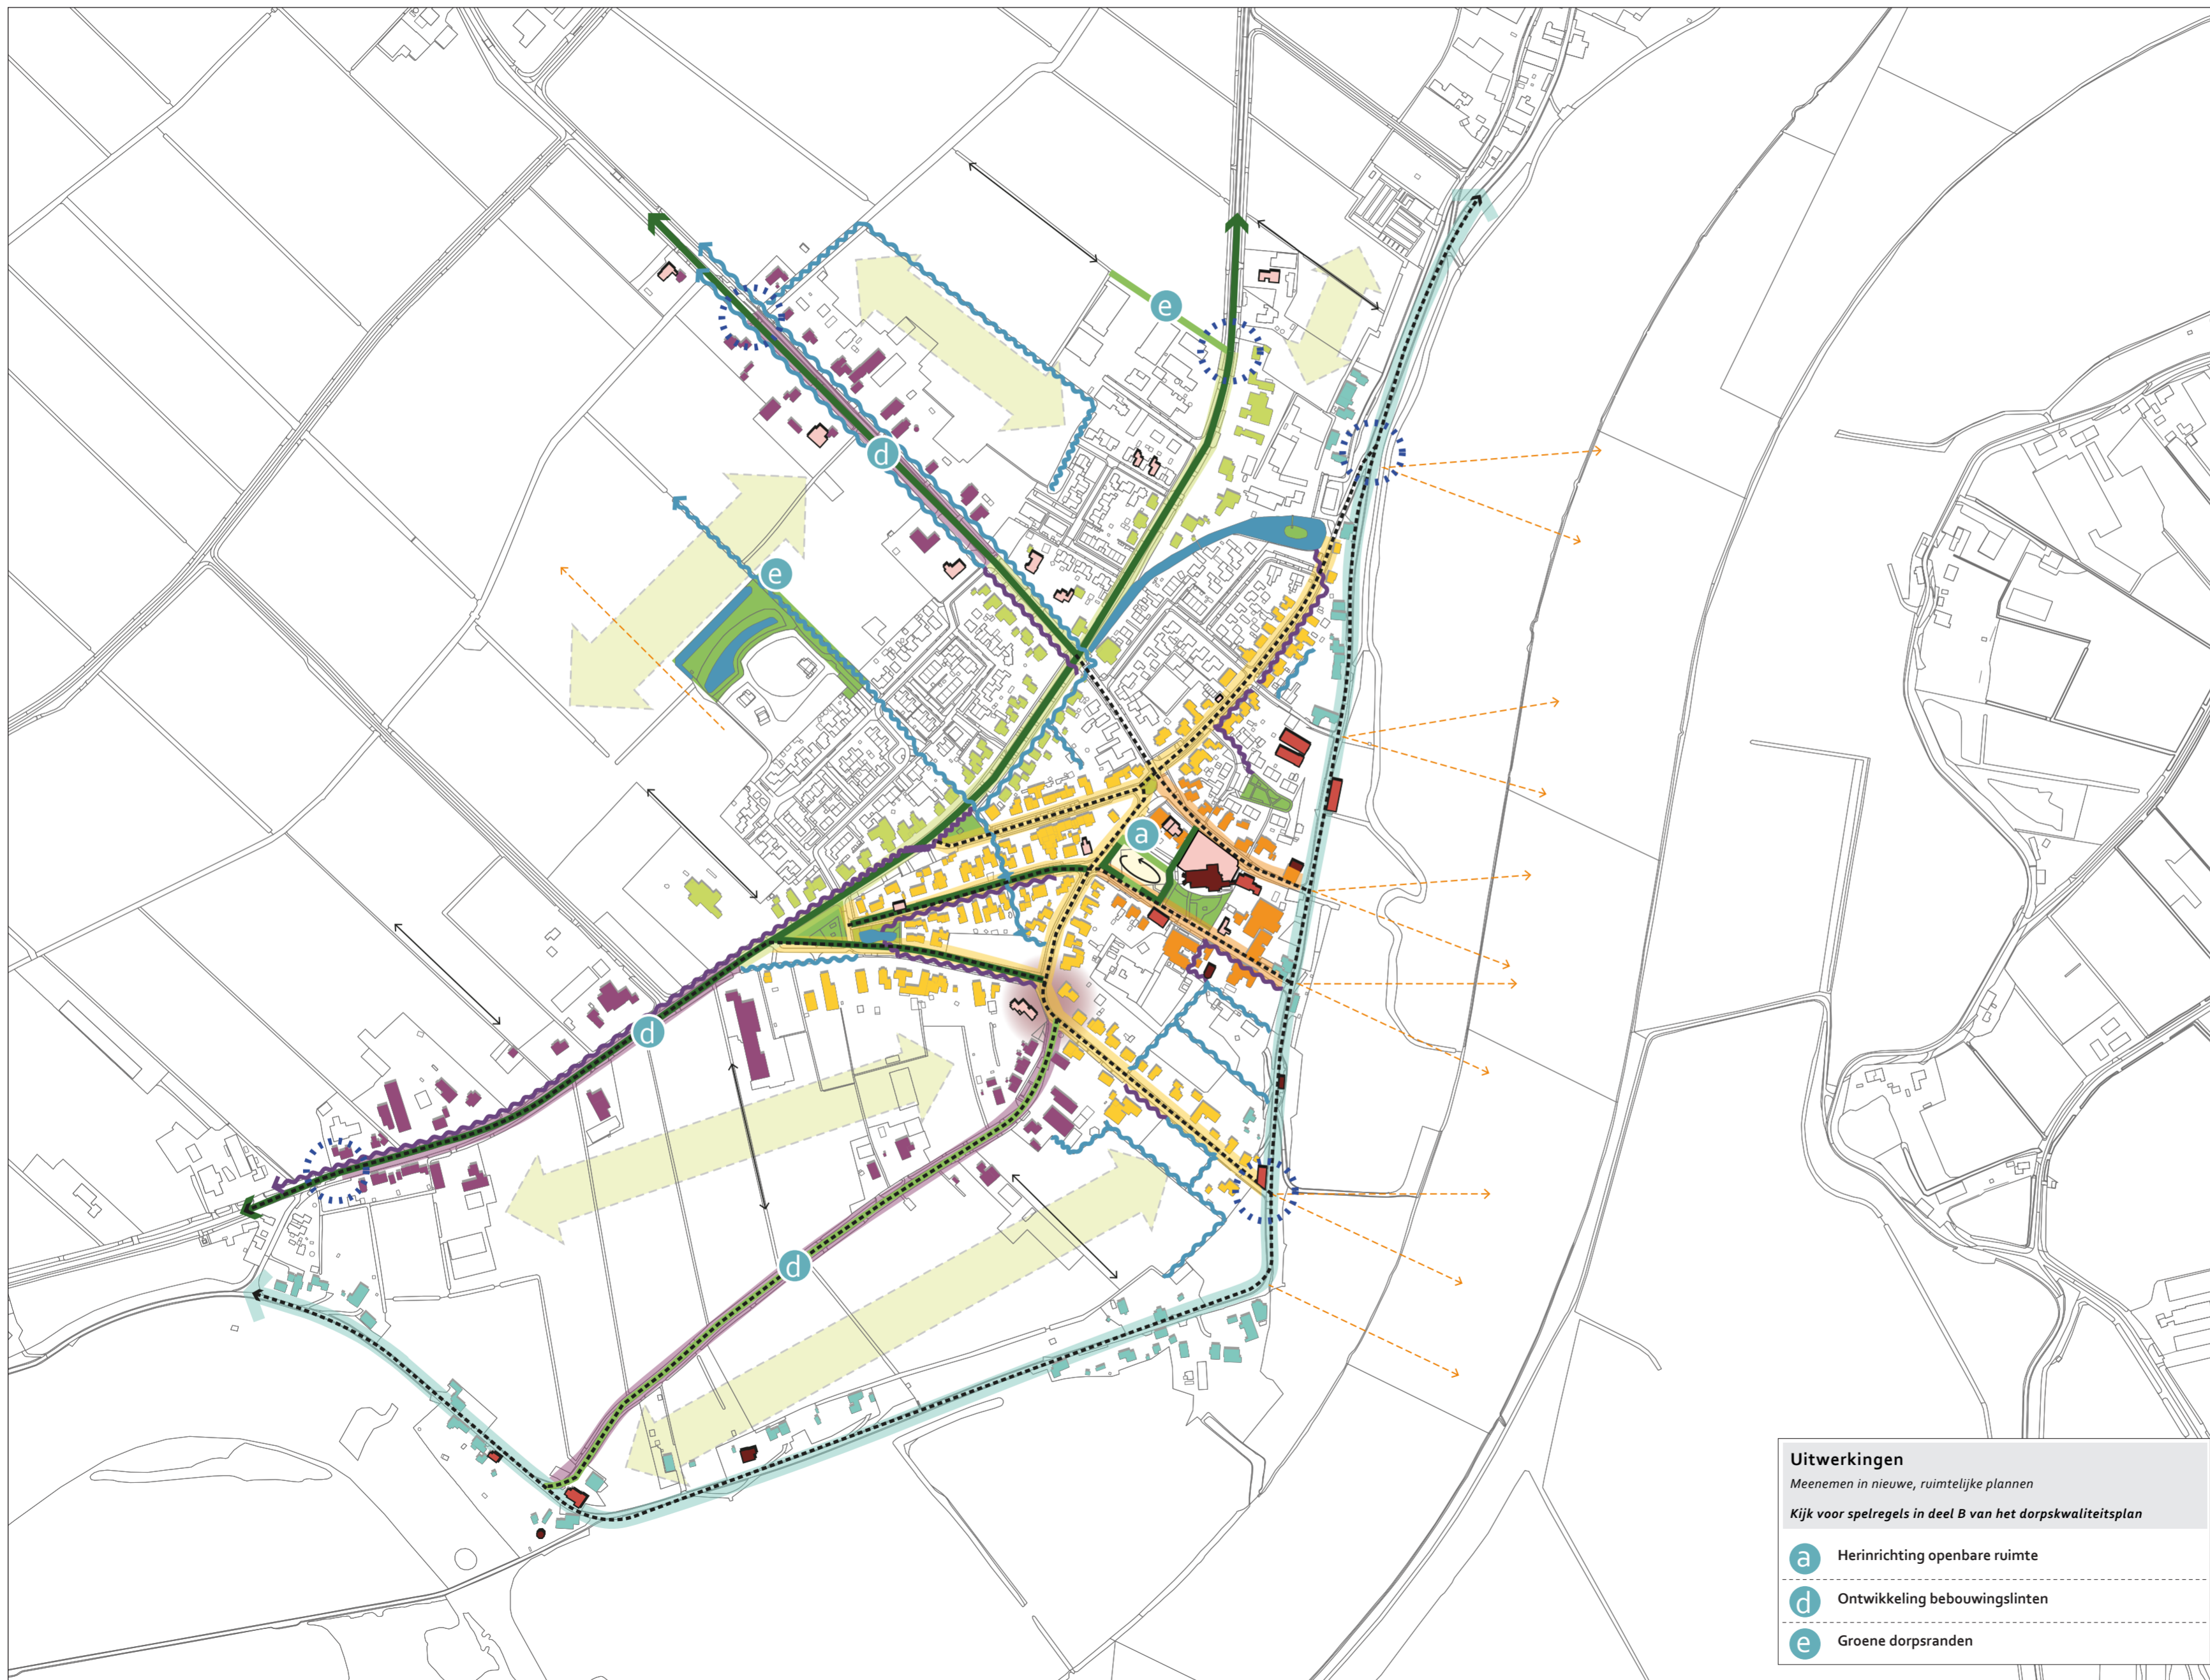 e
d
e
a
d
d
Uitwerkingen
Meenemen in nieuwe, ruimtelijke plannen
Kijk voor spelregels in deel B van het dorpskwaliteitsplan
a Herinrichting openbare ruimte
d Ontwikkeling bebouwingslinten
e Groene dorpsranden